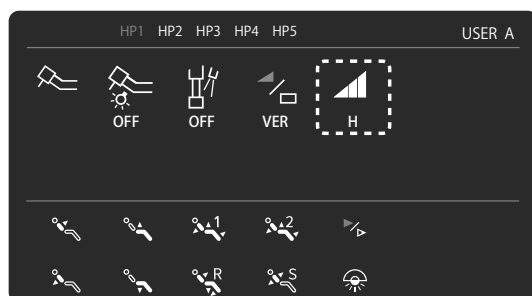 HP1 HP2 HP3 HP4 HP5 USER A
OFF OFF VER H
1 2
R S